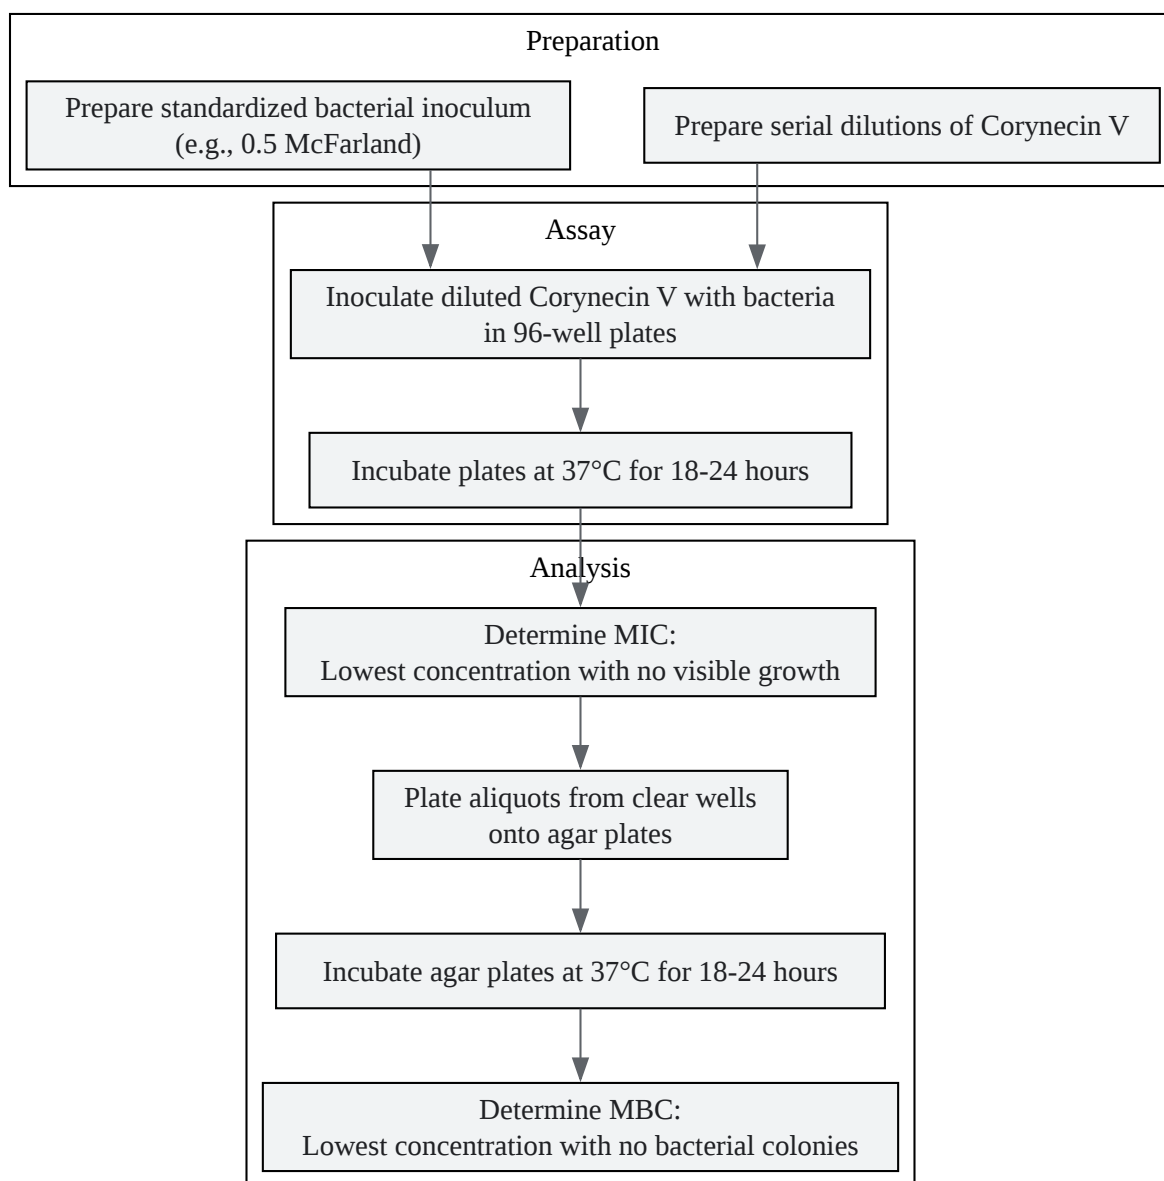 Preparation
Prepare standardized bacterial inoculum
(e.g., 0.5 McFarland)
Prepare serial dilutions of Corynecin V
Assay
Inoculate diluted Corynecin V with bacteria
in 96-well plates
Incubate plates at 37°C for 18-24 hours
Analysis
Determine MIC:
Lowest concentration with no visible growth
Plate aliquots from clear wells
onto agar plates
Incubate agar plates at 37°C for 18-24 hours
Determine MBC:
Lowest concentration with no bacterial colonies